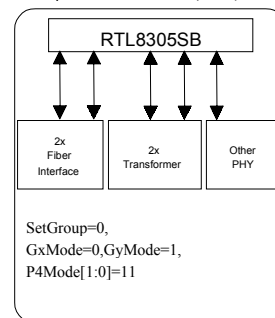 RTL8305SB
2x
Fiber
Interface
2x
Transformer
Other
PHY
SetGroup=0,
GxMode=0,GyMode=1,
P4Mode[1:0]=11